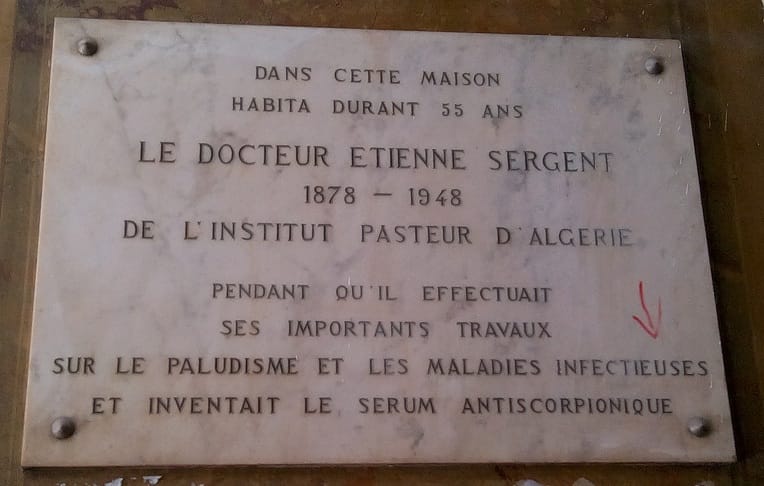 DANS CETTE MAISON
HABITA DURANT 55 ANS
LE DOCTEUR ETIENNE SERGENT
1878 — 1948
DE L'INSTITUT PASTEUR D'ALGERIE
PENDANT QU'IL EFFECTUAIT
SES IMPORTANTS TRAVAUX
SUR LE PALUDISME ET LES MALADIES INFECTIEUSES
ET INVENTAIT LE SERUM ANTISCORPIONIQUE